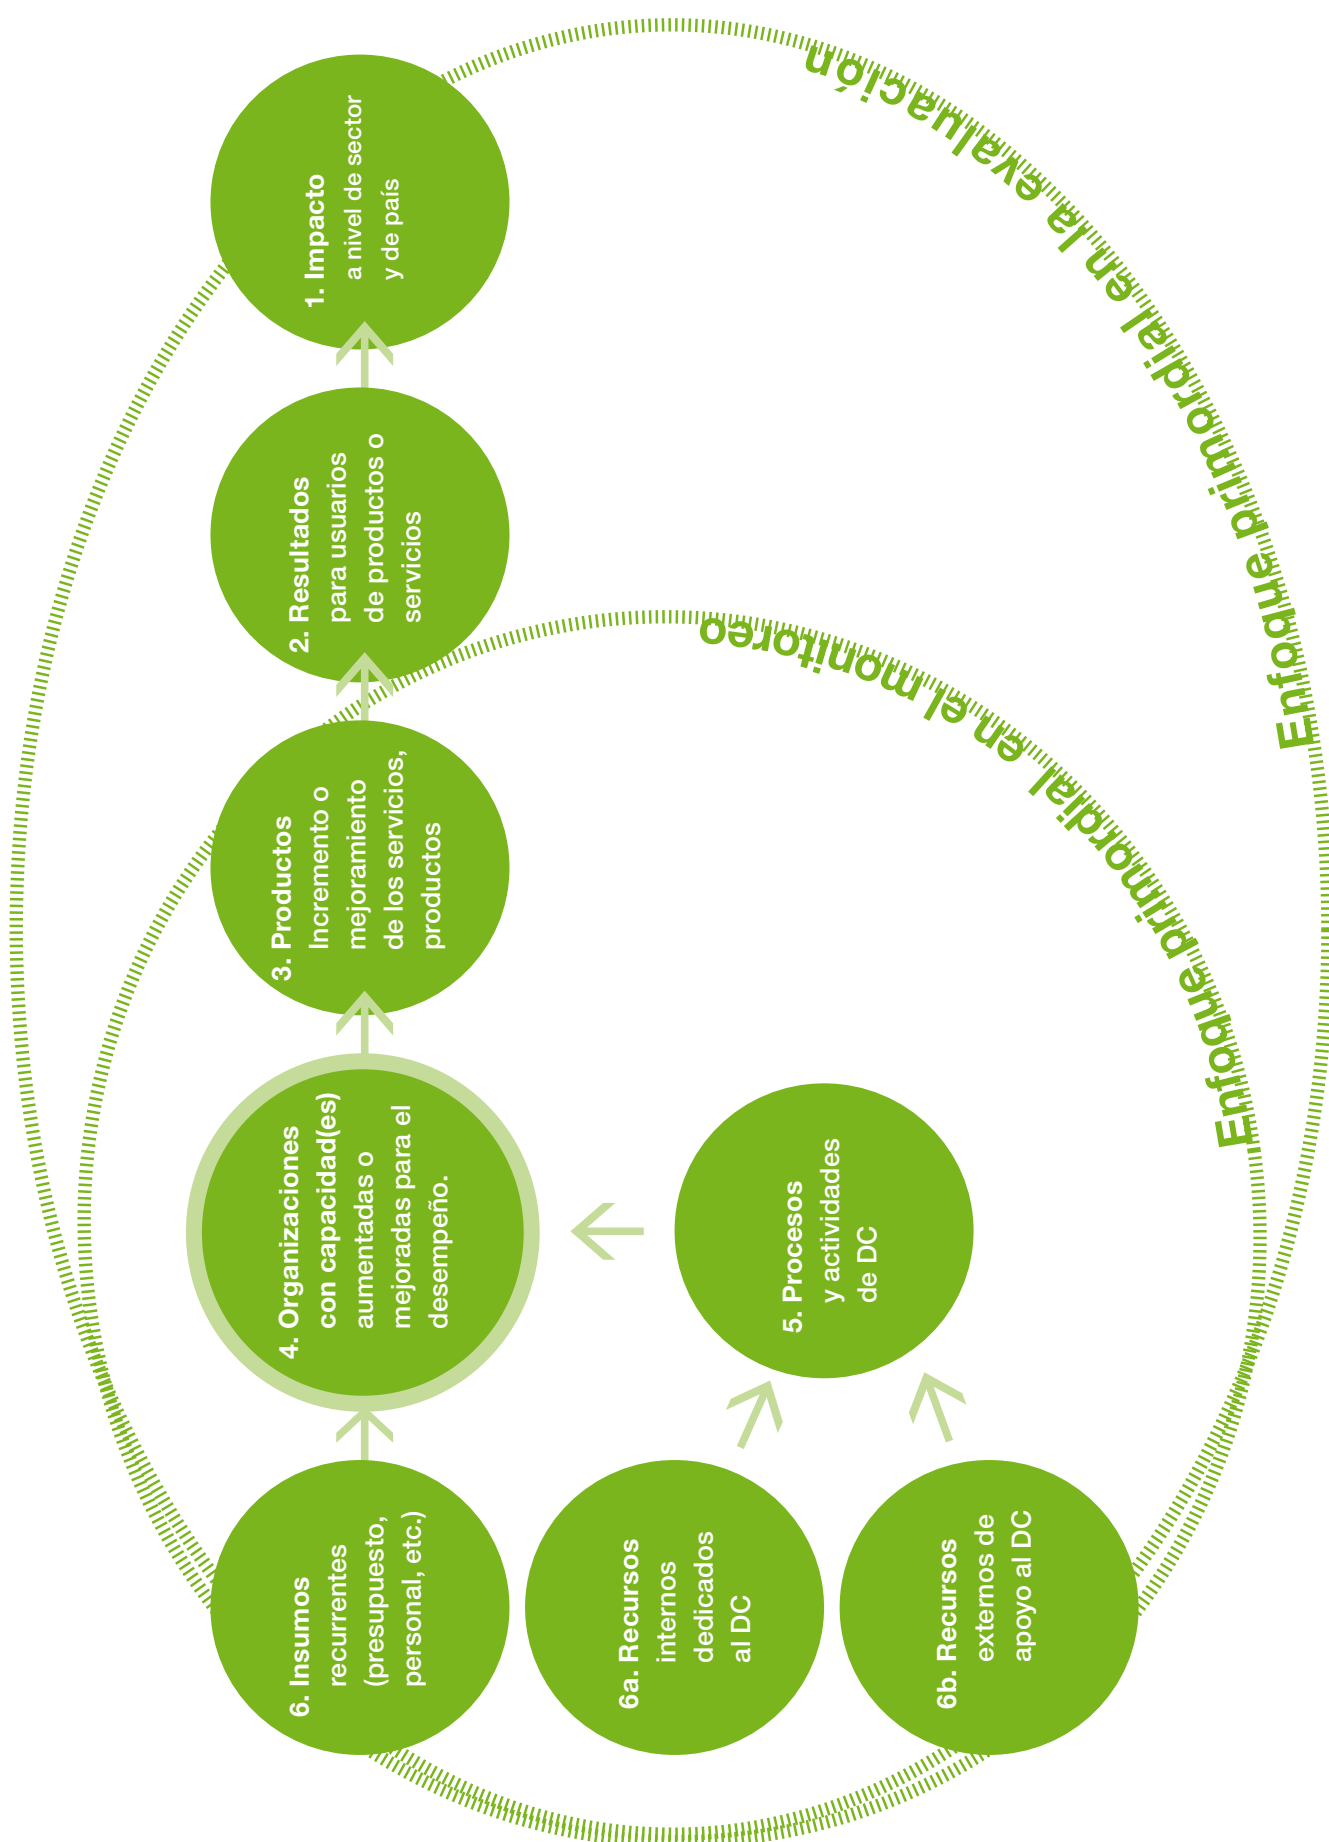 1. Impacto
a nivel de sector
y de país
2. Resultados
para usuarios
de productos o
servicios
3. Productos
Incremento o
mejoramiento
de los servicios,
productos
4. Organizaciones
con capacidad(es)
aumentadas o
mejoradas para el
desempeño.
5. Procesos
y actividades
de DC
6. Insumos
recurrentes
(presupuesto,
personal, etc.)
6a. Recursos
internos
dedicados
al DC
6b. Recursos
externos de
apoyo al DC
Enfoque primordial en el monitoreo
Enfoque primordial en la evaluación